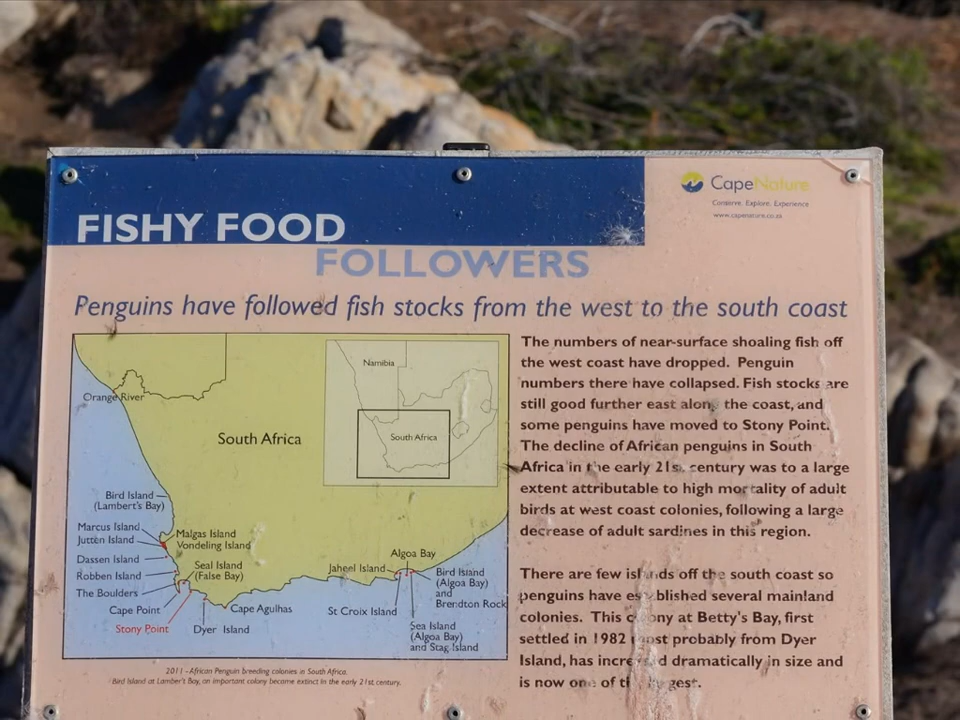 FISHY FOOD
FOLLOWERS
CapeNature
Conserve. Explore. Experience
www.capenature.co.za
Penguins have followed fish stocks from the west to the south coast
Orange River
South Africa
Namibia
South Africa
Bird Island
(Lambert's Bay)
Marcus Island
Jutten Island
Malgas Island
Vondeling Island
Dassen Island
Seal Island
(False Bay)
Robben Island
The Boulders
Cape Point
Stony Point
Dyer Island
Cape Agulhas
Jaheel Island
Algoa Bay
St Croix Island
Bird Island
(Algoa Bay)
and
Brendton Rock
Sea Island
(Algoa Bay)
and Stag Island
2011 - African Penguin breeding colonies in South Africa.
Bird Island at Lambert's Bay, an important colony became extinct in the early 21st century.
The numbers of near-surface shoaling fish off
the west coast have dropped. Penguin
numbers there have collapsed. Fish stocks are
still good further east along the coast, and
some penguins have moved to Stony Point.
The decline of African penguins in South
Africa in the early 21st century was to a large
extent attributable to high mortality of adult
birds at west coast colonies, following a large
decrease of adult sardines in this region.
There are few islands off the south coast so
penguins have established several mainland
colonies. This colony at Betty's Bay, first
settled in 1982 most probably from Dyer
Island, has increased dramatically in size and
is now one of the largest.